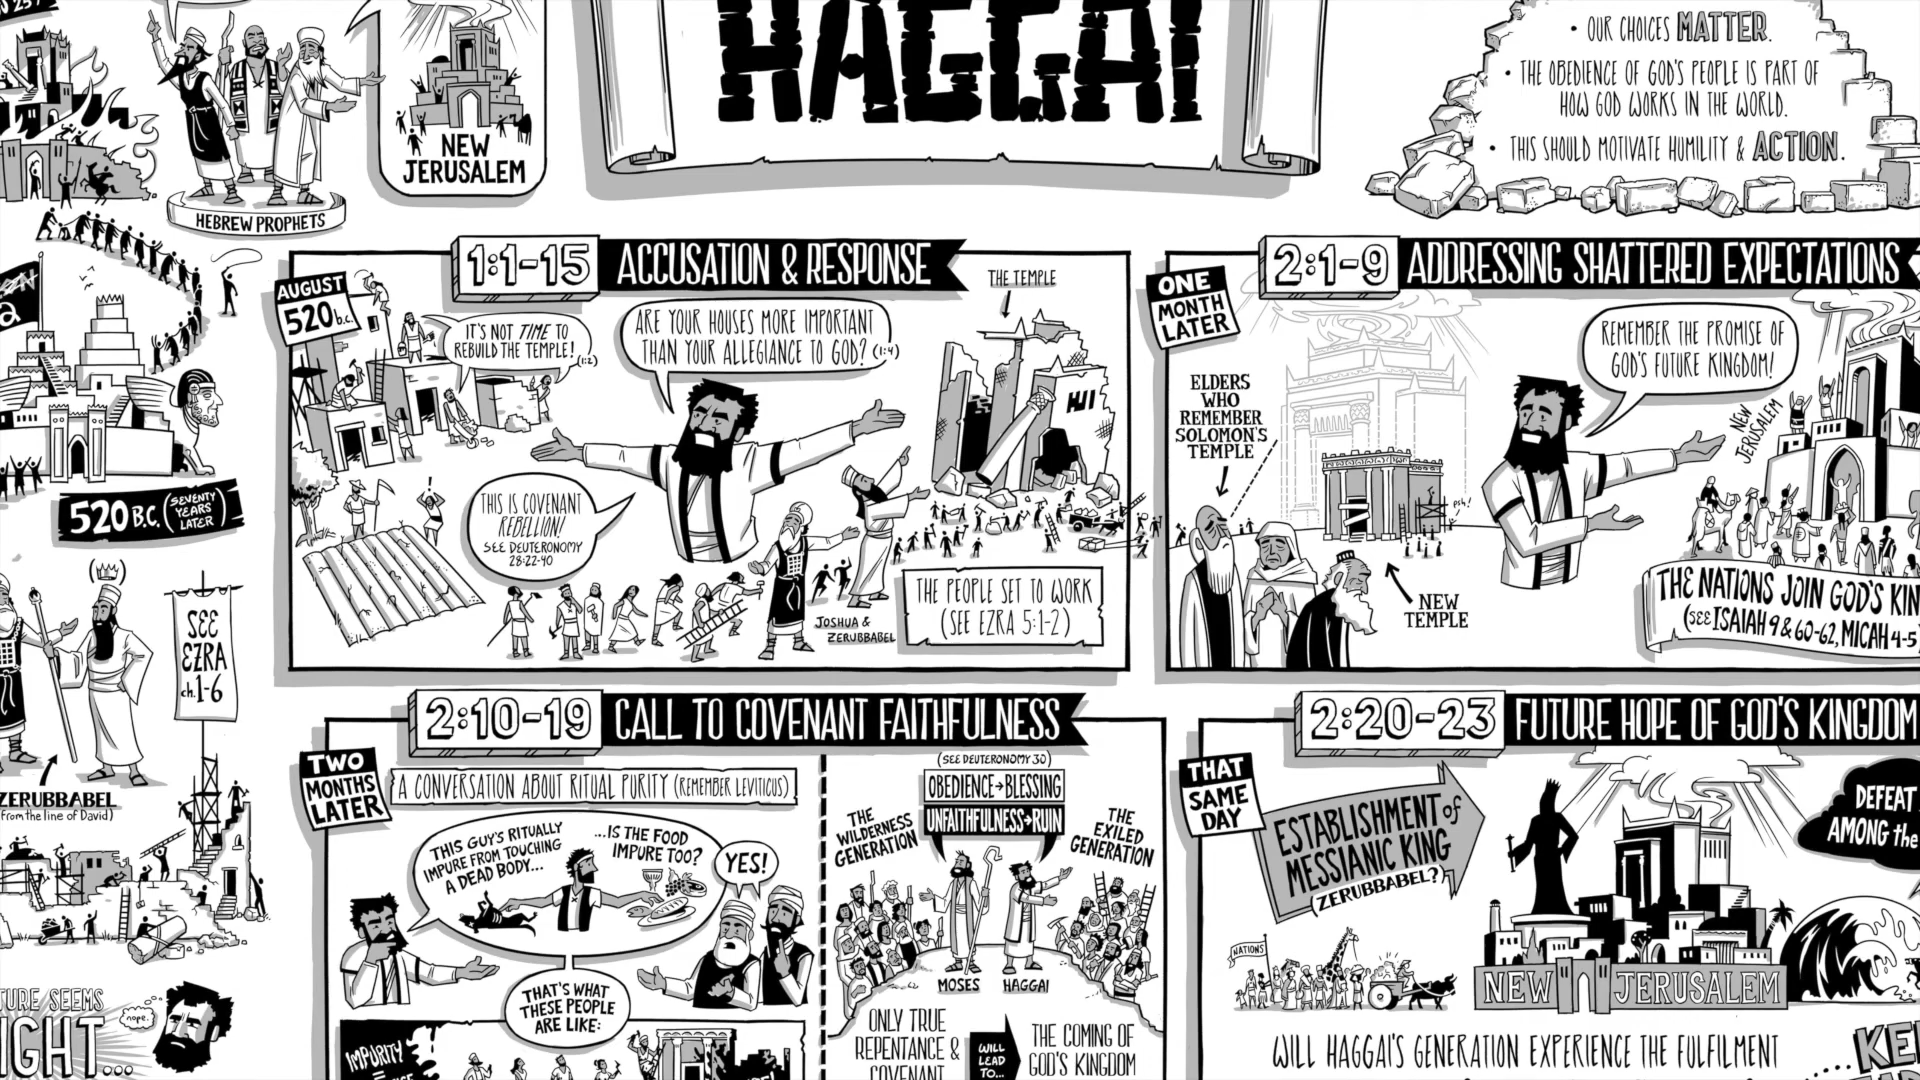 HAGGAI
• OUR CHOICES MATTER.
• THE OBEDIENCE OF GOD'S PEOPLE IS PART OF
HOW GOD WORKS IN THE WORLD.
• THIS SHOULD MOTIVATE HUMILITY & ACTION.
NEW
JERUSALEM
HEBREW PROPHETS
520 B.C. (SEVENTY
YEARS
LATER)
SEE
EZRA
ch. 1-6
ZERUBBABEL
(from the line of David)
nope.
1:1-15 ACCUSATION & RESPONSE
AUGUST
520 b.c.
IT'S NOT TIME TO
REBUILD THE TEMPLE!
(1:2)
ARE YOUR HOUSES MORE IMPORTANT
THAN YOUR ALLEGIANCE TO GOD? (1:4)
THE TEMPLE
THIS IS COVENANT
REBELLION!
SEE DEUTERONOMY
28:22-40
JOSHUA &
ZERUBBABEL
THE PEOPLE SET TO WORK
(SEE EZRA 5:1-2)
2:1-9 ADDRESSING SHATTERED EXPECTATIONS
ONE
MONTH
LATER
ELDERS
WHO
REMEMBER
SOLOMON'S
TEMPLE
NEW
TEMPLE
psh!
REMEMBER THE PROMISE OF
GOD'S FUTURE KINGDOM!
NEW
JERUSALEM
THE NATIONS JOIN GOD'S KIN
(SEE ISAIAH 9 & 60-62, MICAH 4-5
2:10-19 CALL TO COVENANT FAITHFULNESS
TWO
MONTHS
LATER
A CONVERSATION ABOUT RITUAL PURITY (REMEMBER LEVITICUS)
THIS GUY'S RITUALLY
IMPURE FROM TOUCHING
A DEAD BODY...
...IS THE FOOD
IMPURE TOO?
YES!
THAT'S WHAT
THESE PEOPLE
ARE LIKE:
IMPURITY
(SEE DEUTERONOMY 30)
OBEDIENCE→BLESSING
UNFAITHFULNESS→RUIN
THE
WILDERNESS
GENERATION
THE
EXILED
GENERATION
MOSES
HAGGAI
ONLY TRUE
REPENTANCE &
COVENANT
WILL
LEAD
TO...
THE COMING OF
GOD'S KINGDOM
2:20-23 FUTURE HOPE OF GOD'S KINGDOM
THAT
SAME
DAY
ESTABLISHMENT of
MESSIANIC KING
(ZERUBBABEL?)
DEFEAT
AMONG the
NATIONS
NEW JERUSALEM
WILL HAGGAI'S GENERATION EXPERIENCE THE FULFILMENT